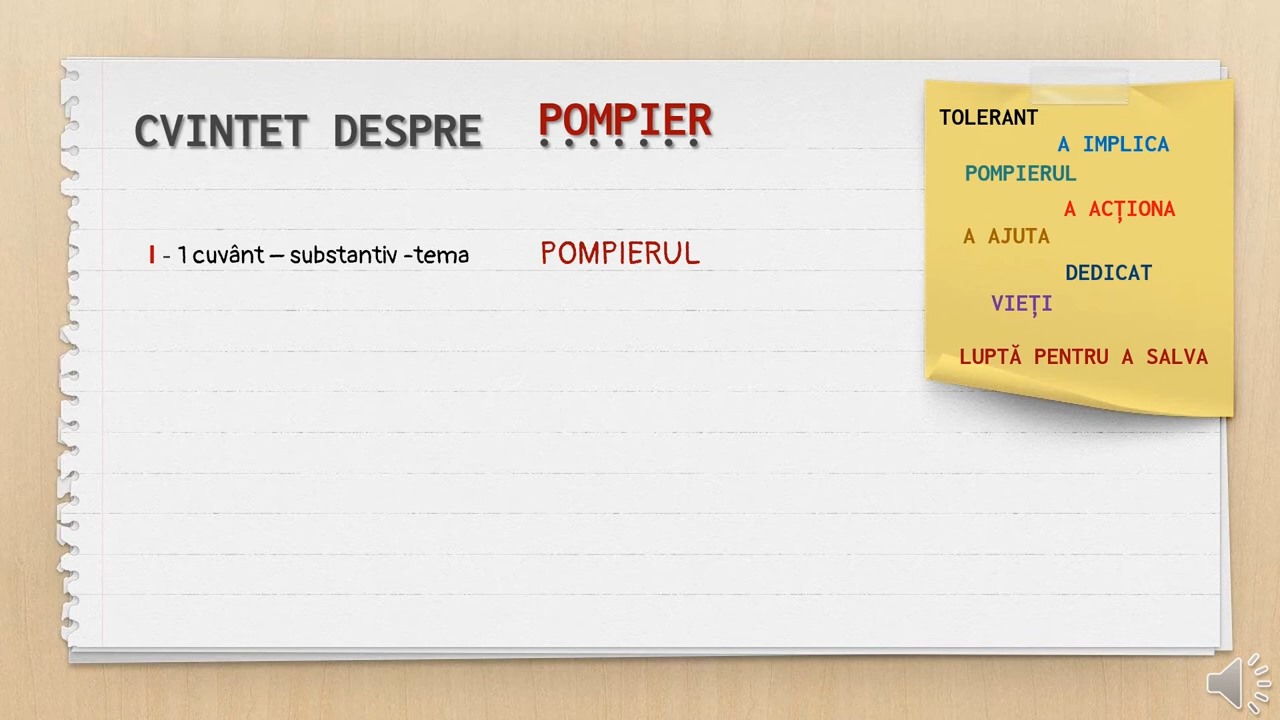 CVINTET DESPRE POMPIER
.......
I - 1 cuvânt – substantiv -tema POMPIERUL
TOLERANT
A IMPLICA
POMPIERUL
A ACȚIONA
A AJUTA
DEDICAT
VIEȚI
LUPTĂ PENTRU A SALVA